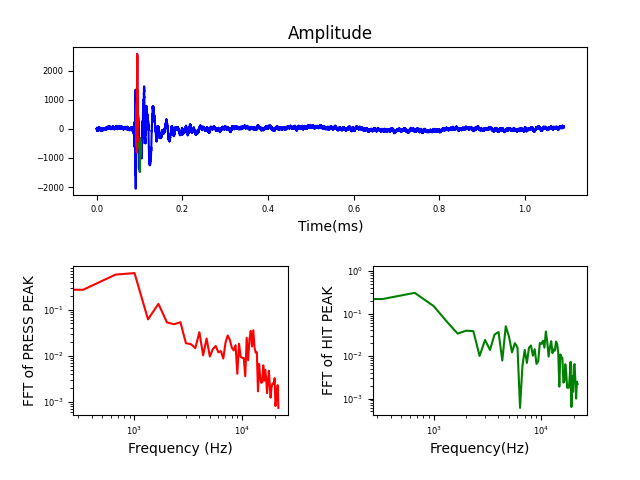 Amplitude
2000
1000
0
−1000
−2000
0.0 0.2 0.4 0.6 0.8 1.0
Time(ms)
FFT of PRESS PEAK
10⁻¹
10⁻²
10⁻³
10³ 10⁴
Frequency (Hz)
FFT of HIT PEAK
10⁰
10⁻¹
10⁻²
10⁻³
10³ 10⁴
Frequency(Hz)